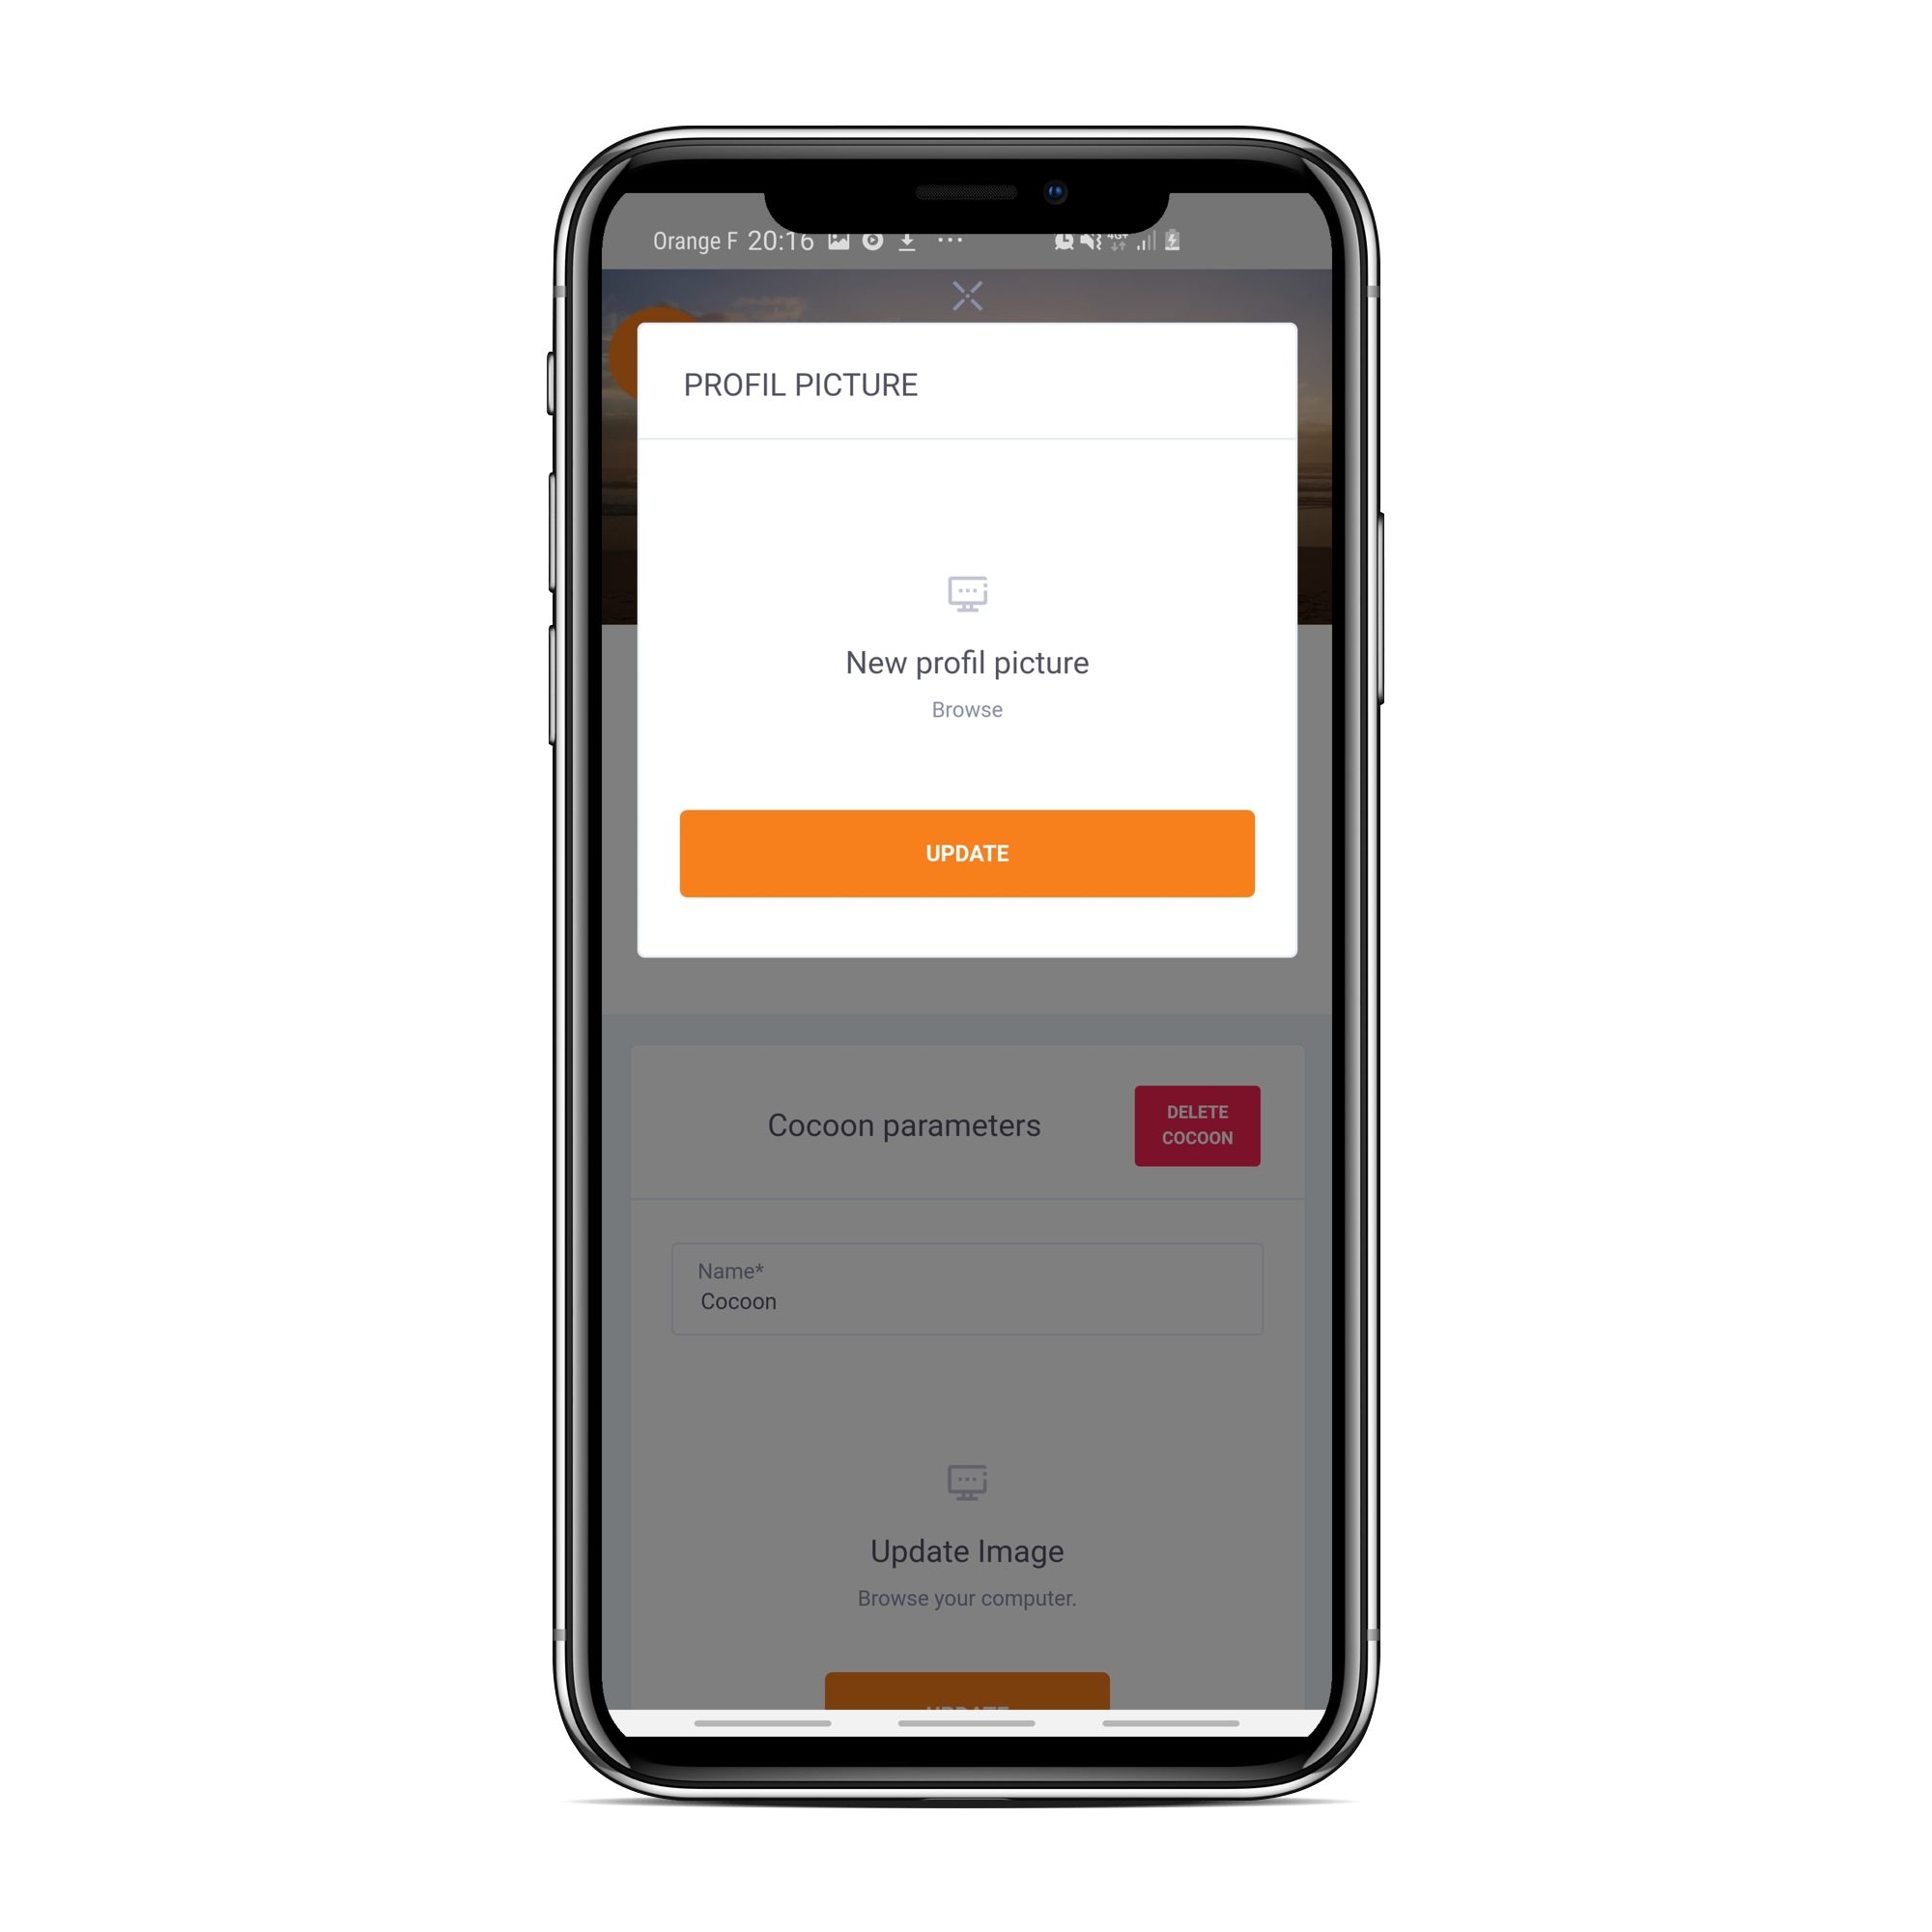 Orange F 20:16
PROFIL PICTURE
New profil picture
Browse
UPDATE
Cocoon parameters
DELETE
COCOON
Name*
Cocoon
Update Image
Browse your computer.
UPDATE